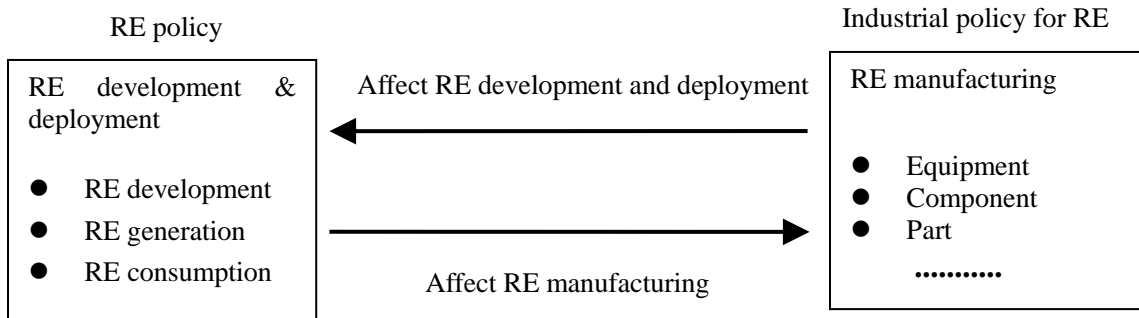 RE policy
RE development &
deployment
● RE development
● RE generation
● RE consumption
Affect RE development and deployment
Affect RE manufacturing
Industrial policy for RE
RE manufacturing
● Equipment
● Component
● Part
...........